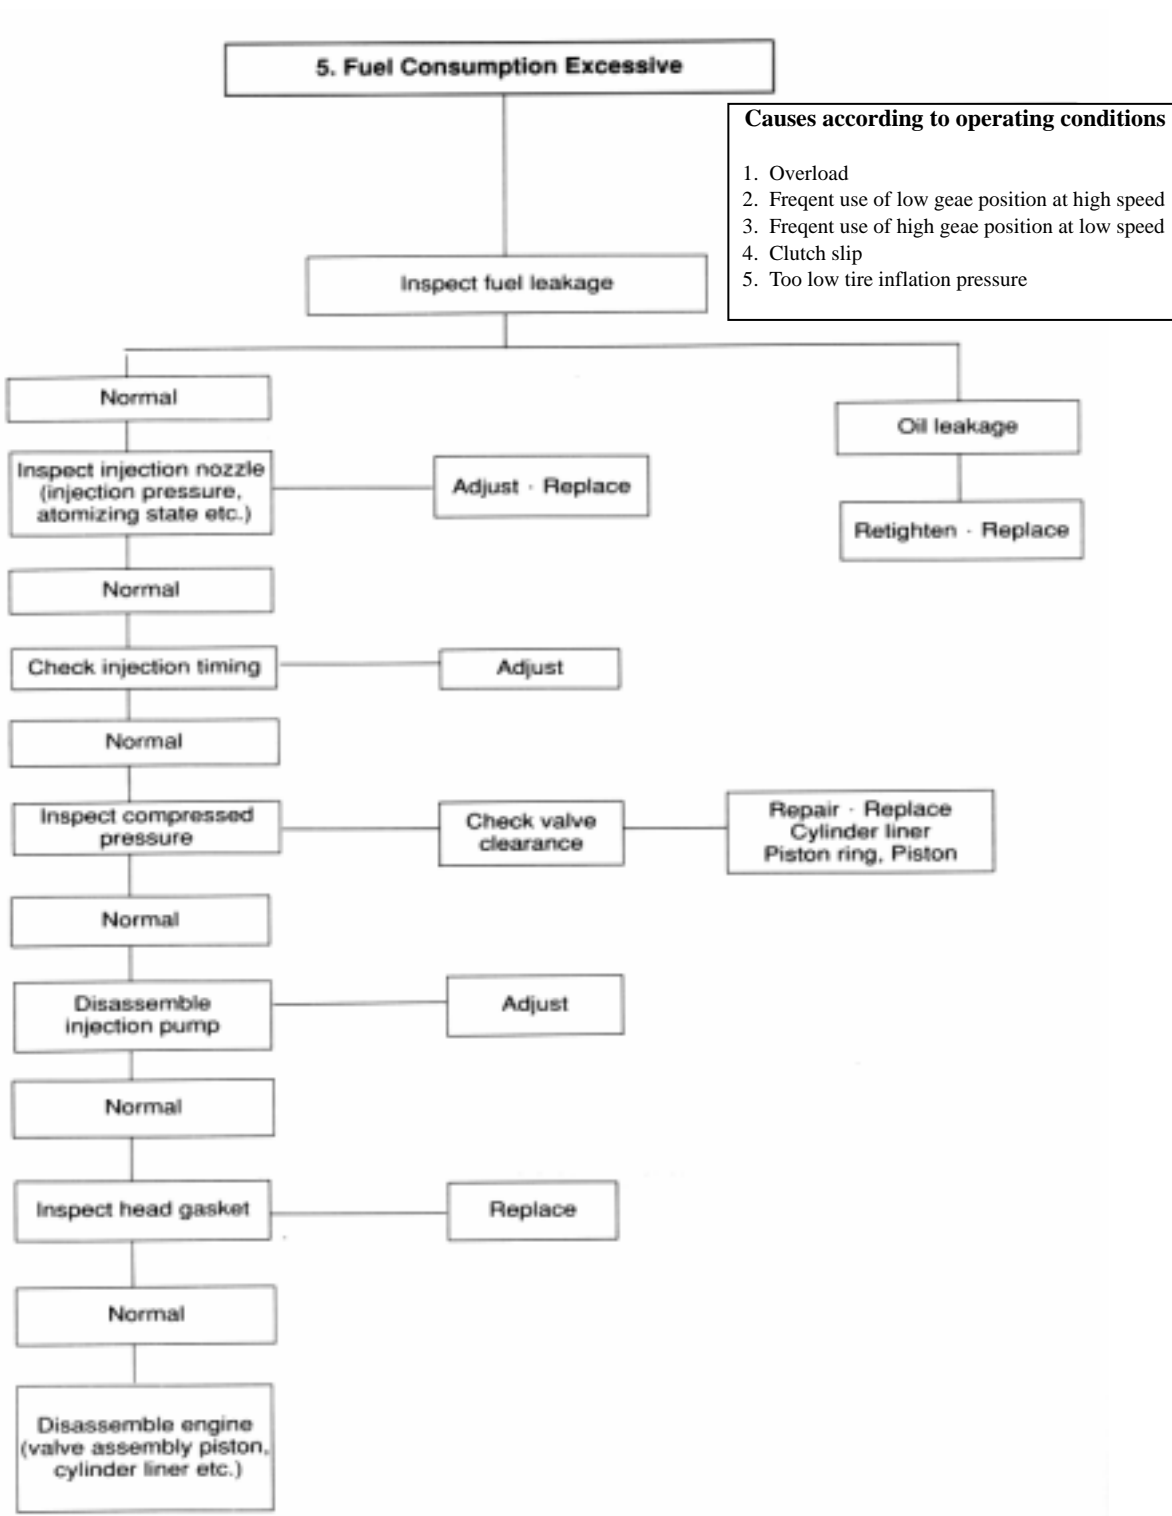 5. Fuel Consumption Excessive
Causes according to operating conditions
1. Overload
2. Freqent use of low geae position at high speed
3. Freqent use of high geae position at low speed
4. Clutch slip
5. Too low tire inflation pressure
Inspect fuel leakage
Normal
Oil leakage
Inspect injection nozzle
(injection pressure,
atomizing state etc.)
Adjust · Replace
Retighten · Replace
Normal
Check injection timing
Adjust
Normal
Inspect compressed
pressure
Check valve
clearance
Repair · Replace
Cylinder liner
Piston ring, Piston
Normal
Disassemble
injection pump
Adjust
Normal
Inspect head gasket
Replace
Normal
Disassemble engine
(valve assembly piston,
cylinder liner etc.)